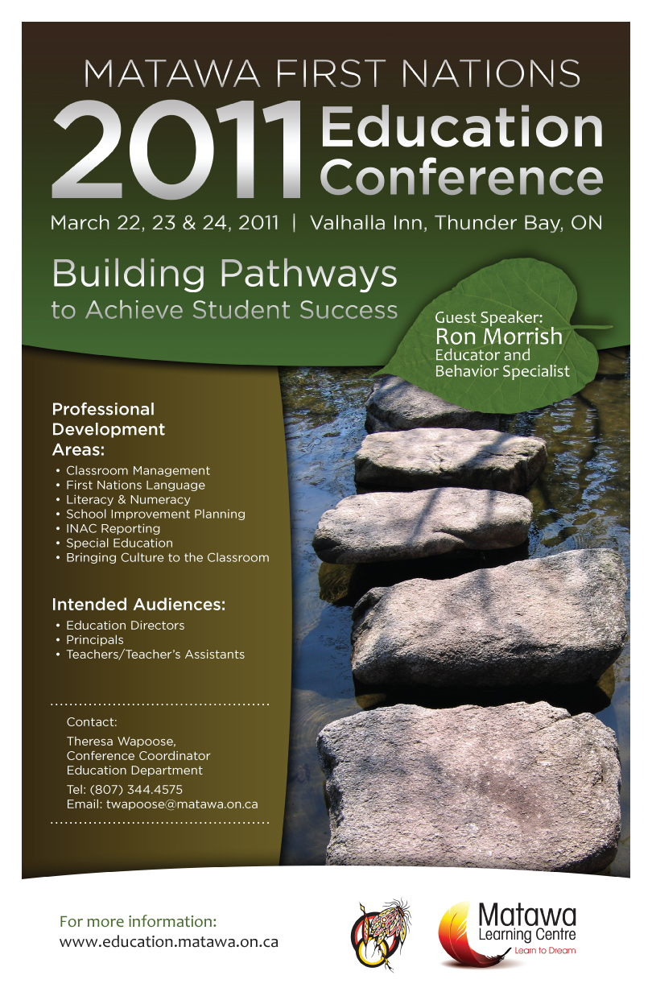 MATAWA FIRST NATIONS
2011 Education
Conference
March 22, 23 & 24, 2011 | Valhalla Inn, Thunder Bay, ON
Building Pathways
to Achieve Student Success
Guest Speaker:
Ron Morrish
Educator and
Behavior Specialist
Professional
Development
Areas:
• Classroom Management
• First Nations Language
• Literacy & Numeracy
• School Improvement Planning
• INAC Reporting
• Special Education
• Bringing Culture to the Classroom
Intended Audiences:
• Education Directors
• Principals
• Teachers/Teacher's Assistants
Contact:
Theresa Wapoose,
Conference Coordinator
Education Department
Tel: (807) 344.4575
Email: twapoose@matawa.on.ca
For more information:
www.education.matawa.on.ca
Matawa
Learning Centre
Learn to Dream